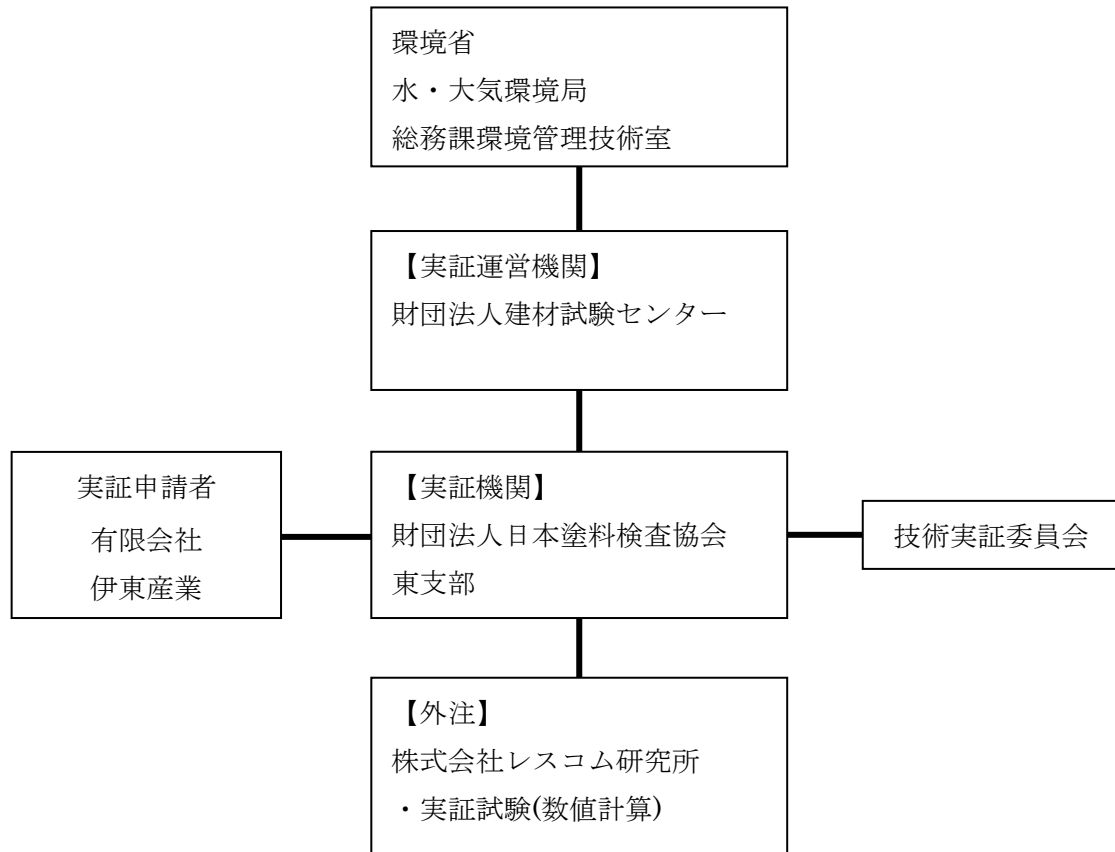 環境省
水・大気環境局
総務課環境管理技術室
【実証運営機関】
財団法人建材試験センター
実証申請者
有限会社
伊東産業
【実証機関】
財団法人日本塗料検査協会
東支部
技術実証委員会
【外注】
株式会社レスコム研究所
・実証試験(数値計算)